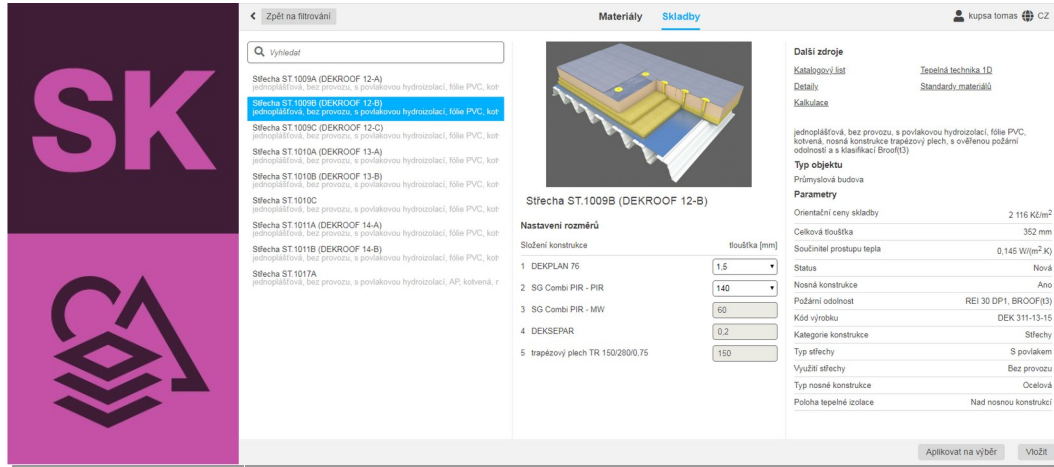 SK
Zpět na filtrování
Materiály Skladby
kupsa tomas CZ
Vyhledat
Střecha ST.1009A (DEKROOF 12-A)
jednoplášťová, bez provozu, s povlakovou hydroizolací, fólie PVC, kot
Střecha ST.1009B (DEKROOF 12-B)
jednoplášťová, bez provozu, s povlakovou hydroizolací, fólie PVC, kot
Střecha ST.1009C (DEKROOF 12-C)
jednoplášťová, bez provozu, s povlakovou hydroizolací, fólie PVC, kot
Střecha ST.1010A (DEKROOF 13-A)
jednoplášťová, bez provozu, s povlakovou hydroizolací, fólie PVC, kot
Střecha ST.1010B (DEKROOF 13-B)
jednoplášťová, bez provozu, s povlakovou hydroizolací, fólie PVC, kot
Střecha ST.1010C
jednoplášťová, bez provozu, s povlakovou hydroizolací, fólie PVC, kot
Střecha ST.1011A (DEKROOF 14-A)
jednoplášťová, bez provozu, s povlakovou hydroizolací, fólie PVC, kot
Střecha ST.1011B (DEKROOF 14-B)
jednoplášťová, bez provozu, s povlakovou hydroizolací, fólie PVC, kot
Střecha ST.1017A
jednoplášťová, bez provozu, s povlakovou hydroizolací, AP, kotvená, r
Střecha ST.1009B (DEKROOF 12-B)
Nastavení rozměrů
Složení konstrukce tloušťka [mm]
1 DEKPLAN 76 1,5
2 SG Combi PIR - PIR 140
3 SG Combi PIR - MW 60
4 DEKSEPAR 0,2
5 trapézový plech TR 150/280/0,75 150
Další zdroje
Katalogový list Tepelná technika 1D
Detaily Standardy materiálů
Kalkulace
jednoplášťová, bez provozu, s povlakovou hydroizolací, fólie PVC,
kotvená, nosná konstrukce trapézový plech, s ověřenou požární
odolností a s klasifikací Broof(t3)
Typ objektu
Průmyslová budova
Parametry
Orientační ceny skladby 2 116 Kč/m²
Celková tloušťka 352 mm
Součinitel prostupu tepla 0,145 W/(m².K)
Status Nová
Nosná konstrukce Ano
Požární odolnost REI 30 DP1, BROOF(t3)
Kód výrobku DEK 311-13-15
Kategorie konstrukce Střechy
Typ střechy S povlakem
Využití střechy Bez provozu
Typ nosné konstrukce Ocelová
Poloha tepelné izolace Nad nosnou konstrukcí
Aplikovat na výběr Vložit